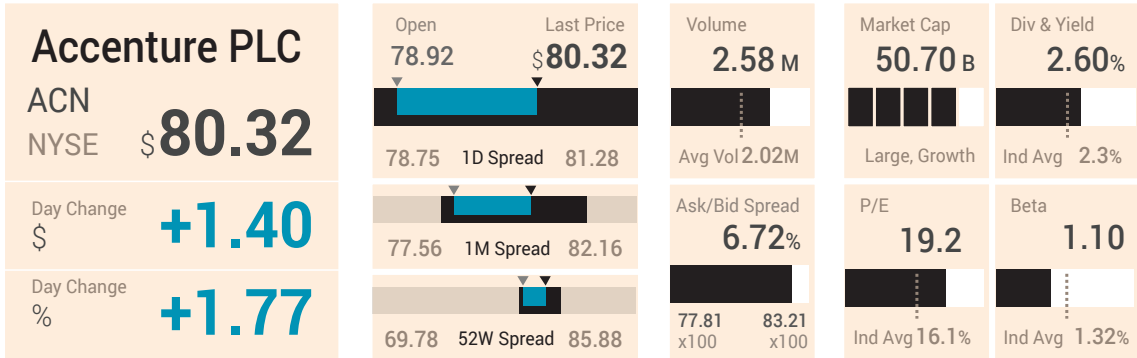 Accenture PLC
ACN
NYSE
$80.32
Day Change
$
+1.40
Day Change
%
+1.77
Open
Last Price
78.92
$80.32
78.75 1D Spread 81.28
77.56 1M Spread 82.16
69.78 52W Spread 85.88
Volume
2.58 M
Avg Vol 2.02M
Ask/Bid Spread
6.72%
77.81 83.21
x100 x100
Market Cap
50.70 B
Large, Growth
Div & Yield
2.60%
Ind Avg 2.3%
P/E
19.2
Ind Avg 16.1%
Beta
1.10
Ind Avg 1.32%